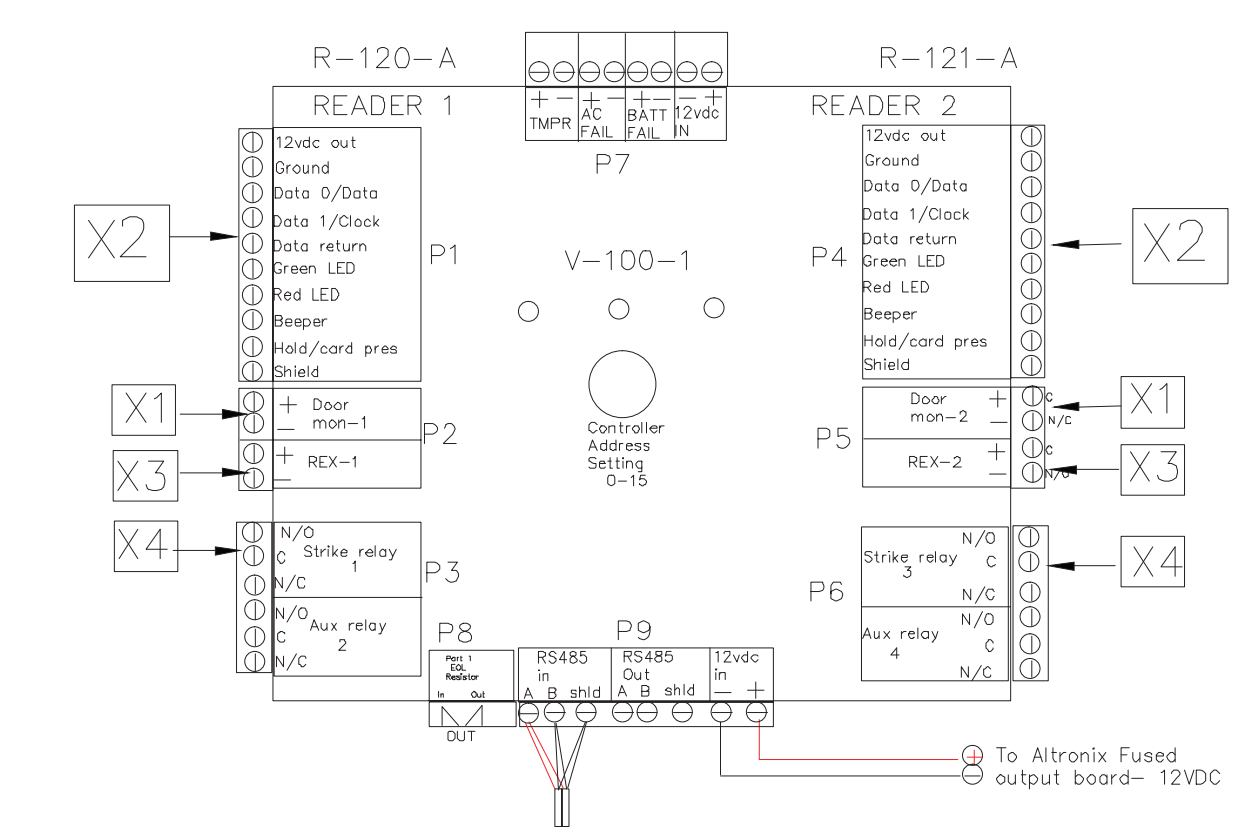 R-120-A
R-121-A
READER 1
READER 2
+ - + - + - - +
TMPR
AC
FAIL
BATT
FAIL
12vdc
IN
P7
12vdc out
Ground
Data 0/Data
Data 1/Clock
Data return
Green LED
Red LED
Beeper
Hold/card pres
Shield
P1
X2
+ Door
- mon-1
+ REX-1
-
P2
X1
X3
N/O
C Strike relay
1
N/C
N/O
C Aux relay
2
N/C
P3
X4
V-100-1
Controller
Address
Setting
0-15
12vdc out
Ground
Data 0/Data
Data 1/Clock
Data return
Green LED
Red LED
Beeper
Hold/card pres
Shield
P4
X2
Door +
mon-2 -
C
N/C
REX-2 +
-
C
N/C
P5
X1
X3
N/O
Strike relay C
3
N/C
N/O
Aux relay C
4
N/C
P6
X4
P8
Port 1
EOL
Resistor
In Out
OUT
P9
RS485
in
A B shld
RS485
Out
A B shld
12vdc
in
- +
+ To Altronix Fused
- output board- 12VDC